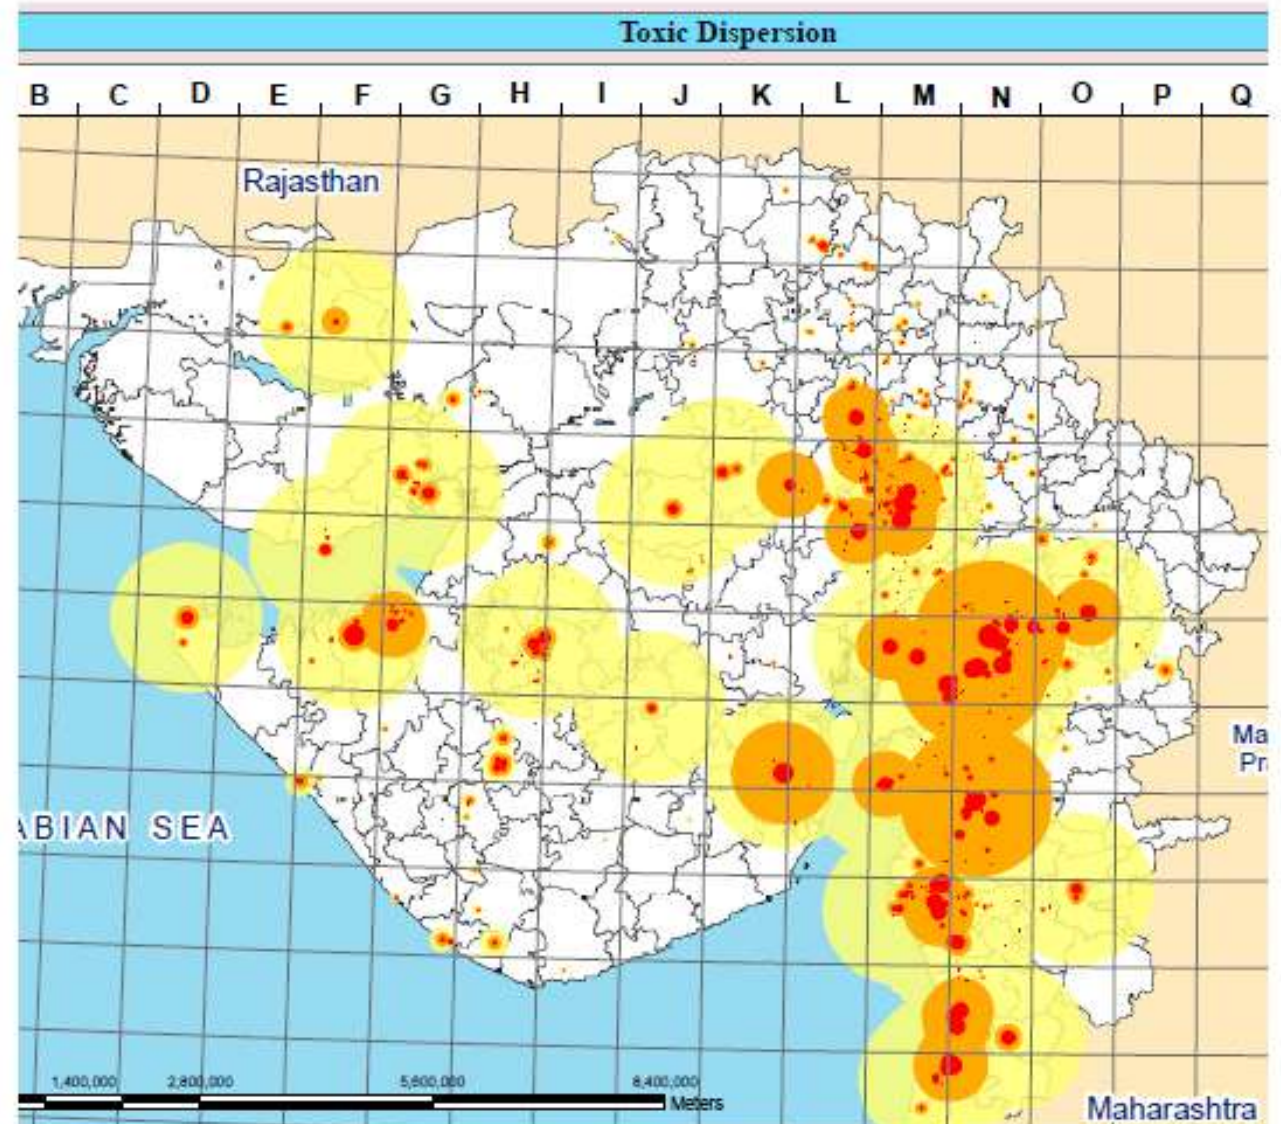 Toxic Dispersion
B C D E F G H I J K L M N O P Q
Rajasthan
Ma
Pr
ABIAN SEA
1,400,000 2,800,000 5,600,000 8,400,000
Meters
Maharashtra